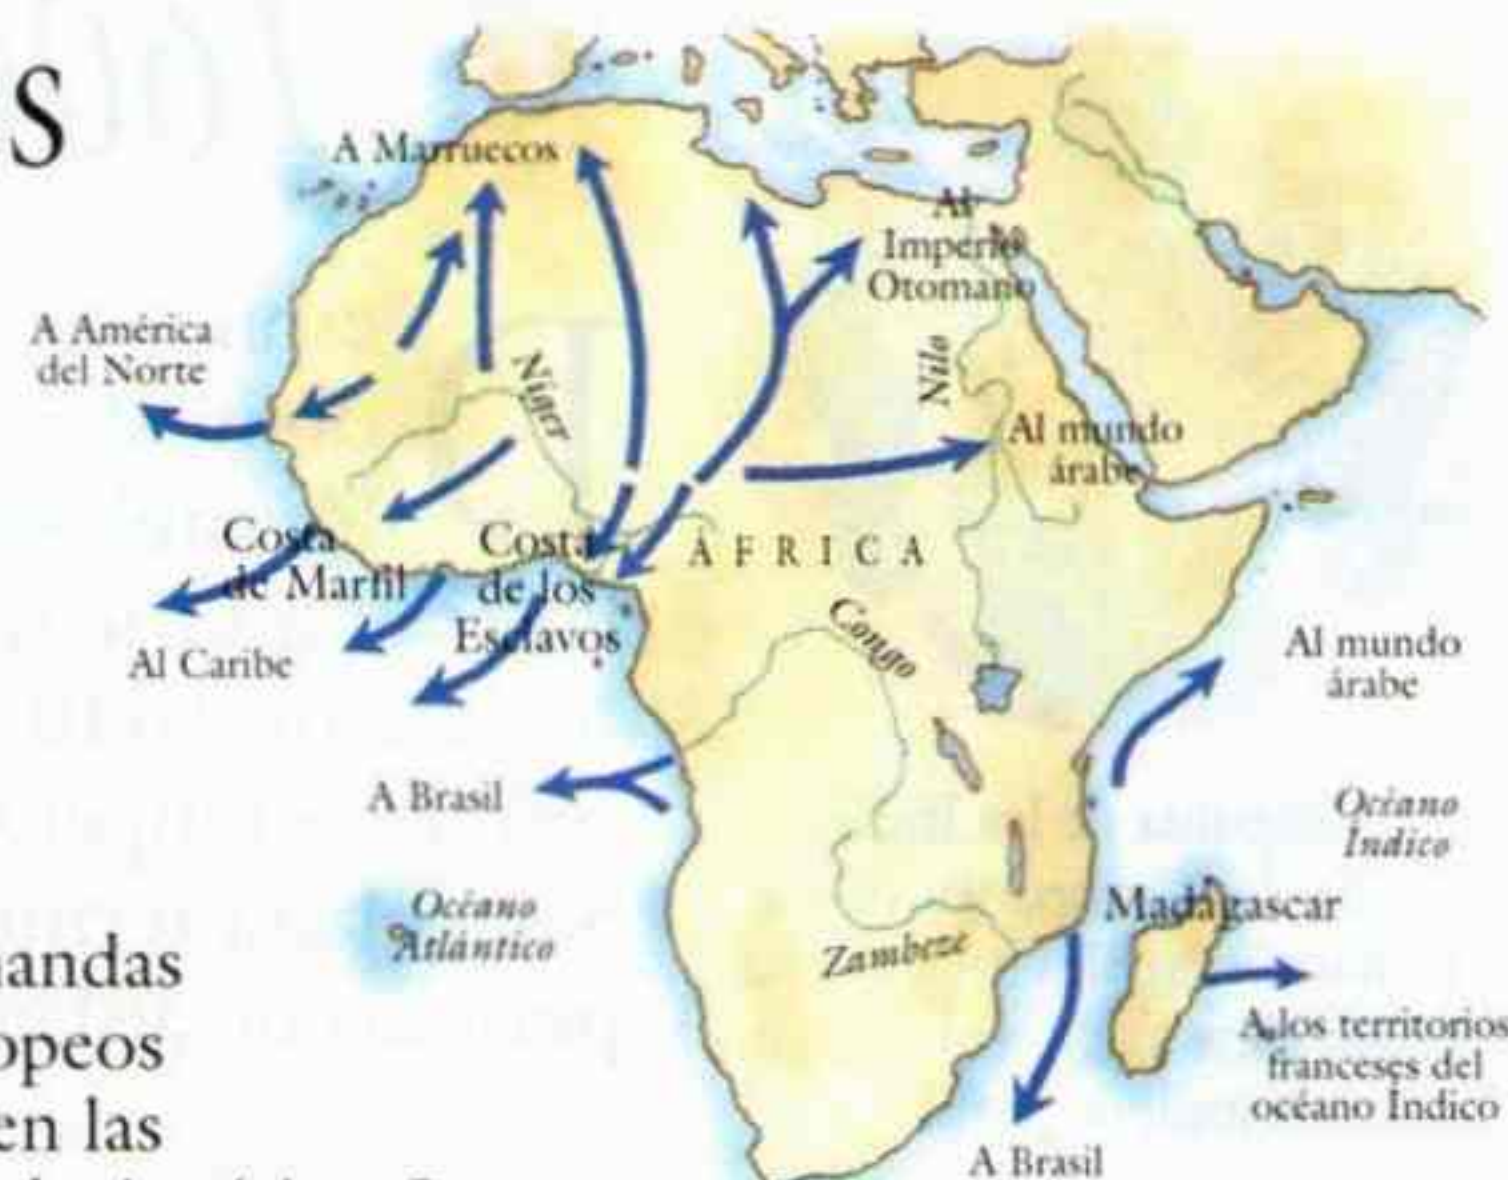 S
A Marruecos
Al
Imperio
Otomano
A América
del Norte
Níger
Nilo
Al mundo
árabe
Costa
de Marfil
Costa
de los
Esclavos
ÁFRICA
Al Caribe
Congo
Al mundo
árabe
A Brasil
Océano
Índico
Océano
Atlántico
Madagascar
Zambeze
A los territorios
franceses del
océano Índico
A Brasil
andas
opeos
en las